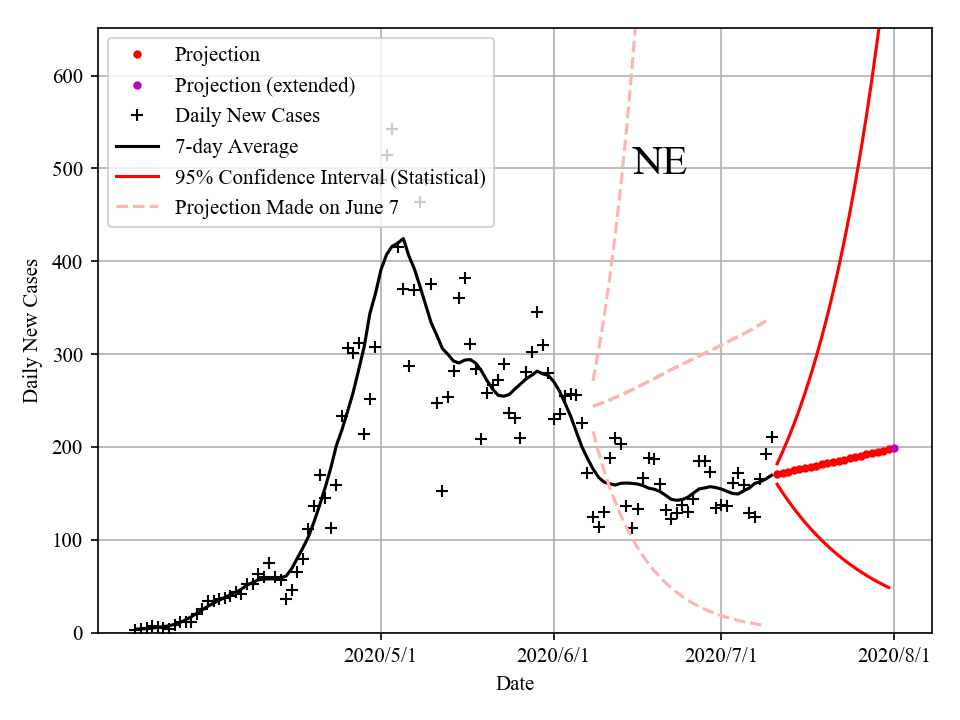 Projection
Projection (extended)
Daily New Cases
7-day Average
95% Confidence Interval (Statistical)
Projection Made on June 7
NE
600
500
400
300
200
100
0
Daily New Cases
2020/5/1
2020/6/1
2020/7/1
2020/8/1
Date